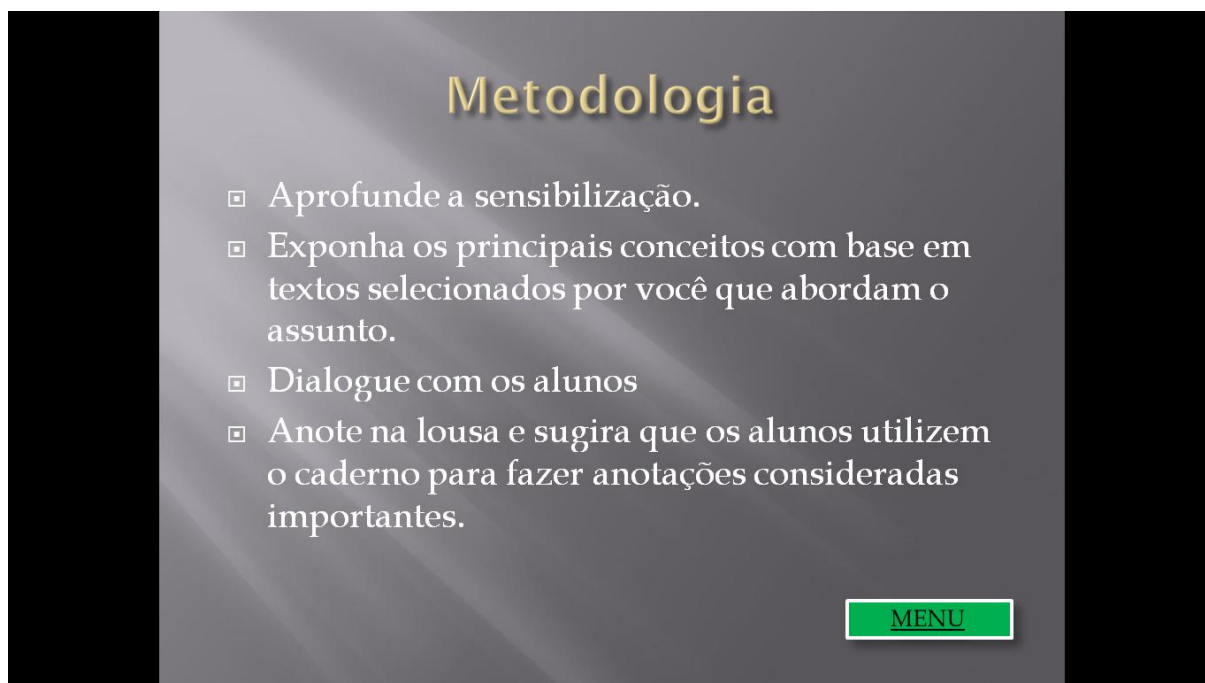 Metodologia
Aprofunde a sensibilização.
Exponha os principais conceitos com base em
textos selecionados por você que abordam o
assunto.
Dialogue com os alunos
Anote na lousa e sugira que os alunos utilizem
o caderno para fazer anotações consideradas
importantes.
MENU